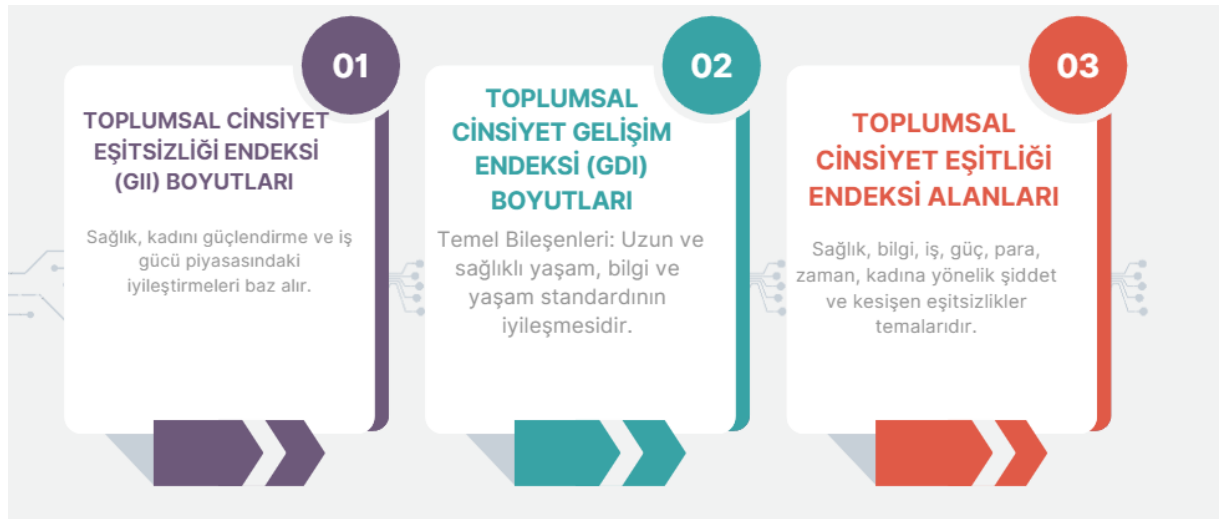 01
TOPLUMSAL CİNSİYET
EŞİTSİZLİĞİ ENDEKSİ
(GII) BOYUTLARI
Sağlık, kadını güçlendirme ve iş
gücü piyasasındaki
iyileştirmeleri baz alır.
02
TOPLUMSAL
CİNSİYET GELİŞİM
ENDEKSİ (GDI)
BOYUTLARI
Temel Bileşenleri: Uzun ve
sağlıklı yaşam, bilgi ve
yaşam standardının
iyileşmesidir.
03
TOPLUMSAL
CİNSİYET EŞİTLİĞİ
ENDEKSİ ALANLARI
Sağlık, bilgi, iş, güç, para,
zaman, kadına yönelik şiddet
ve kesişen eşitsizlikler
temalarıdır.